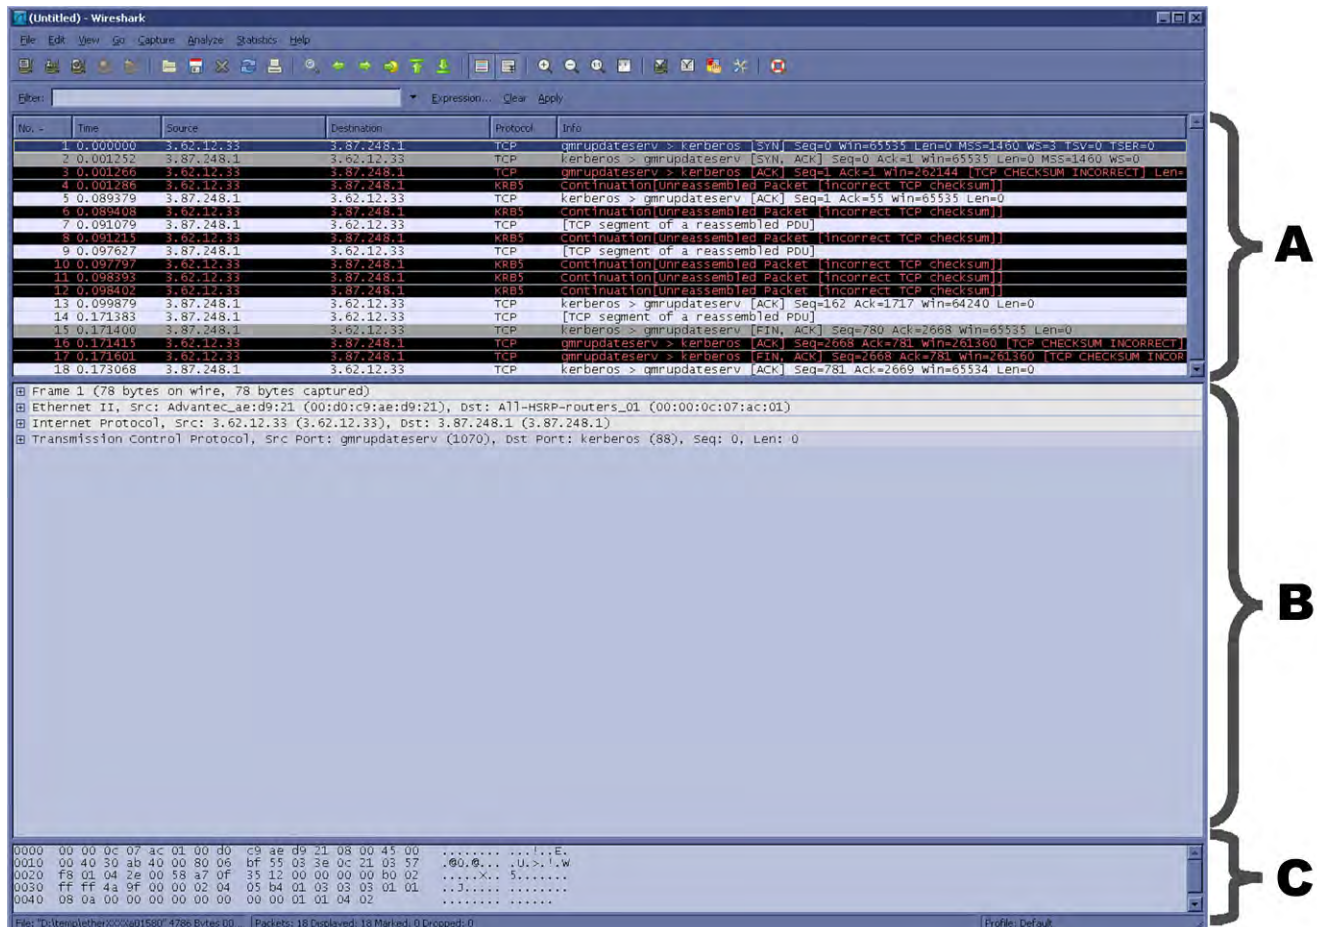 (Untitled) - Wireshark
File Edit View Go Capture Analyze Statistics Help
Filter: Expression... Clear Apply
No. - Time Source Destination Protocol Info
1 0.000000 3.62.12.33 3.87.248.1 TCP gmrupdateserv > kerberos [SYN] Seq=0 Win=65535 Len=0 MSS=1460 WS=3 TSV=0 TSER=0
2 0.001252 3.87.248.1 3.62.12.33 TCP kerberos > gmrupdateserv [SYN, ACK] Seq=0 Ack=1 Win=65535 Len=0 MSS=1460 WS=0
3 0.001266 3.62.12.33 3.87.248.1 TCP gmrupdateserv > kerberos [ACK] Seq=1 Ack=1 Win=262144 [TCP CHECKSUM INCORRECT] Len=
4 0.001286 3.62.12.33 3.87.248.1 KRB5 Continuation[Unreassembled Packet [incorrect TCP checksum]]
5 0.089379 3.87.248.1 3.62.12.33 TCP kerberos > gmrupdateserv [ACK] Seq=1 Ack=55 Win=65535 Len=0
6 0.089408 3.62.12.33 3.87.248.1 KRB5 Continuation[Unreassembled Packet [incorrect TCP checksum]]
7 0.091079 3.87.248.1 3.62.12.33 TCP [TCP segment of a reassembled PDU]
8 0.091215 3.62.12.33 3.87.248.1 KRB5 Continuation[Unreassembled Packet [incorrect TCP checksum]]
9 0.097627 3.87.248.1 3.62.12.33 TCP [TCP segment of a reassembled PDU]
10 0.097797 3.62.12.33 3.87.248.1 KRB5 Continuation[Unreassembled Packet [incorrect TCP checksum]]
11 0.098393 3.62.12.33 3.87.248.1 KRB5 Continuation[Unreassembled Packet [incorrect TCP checksum]]
12 0.098402 3.62.12.33 3.87.248.1 KRB5 Continuation[Unreassembled Packet [incorrect TCP checksum]]
13 0.099879 3.87.248.1 3.62.12.33 TCP kerberos > gmrupdateserv [ACK] Seq=162 Ack=1717 Win=64240 Len=0
14 0.171383 3.87.248.1 3.62.12.33 TCP [TCP segment of a reassembled PDU]
15 0.171400 3.87.248.1 3.62.12.33 TCP kerberos > gmrupdateserv [FIN, ACK] Seq=780 Ack=2668 Win=65535 Len=0
16 0.171415 3.62.12.33 3.87.248.1 TCP gmrupdateserv > kerberos [ACK] Seq=2668 Ack=781 Win=261360 [TCP CHECKSUM INCORRECT]
17 0.171601 3.62.12.33 3.87.248.1 TCP gmrupdateserv > kerberos [FIN, ACK] Seq=2668 Ack=781 Win=261360 [TCP CHECKSUM INCOR
18 0.173068 3.87.248.1 3.62.12.33 TCP kerberos > gmrupdateserv [ACK] Seq=781 Ack=2669 Win=65534 Len=0
A
Frame 1 (78 bytes on wire, 78 bytes captured)
Ethernet II, Src: Advantec_ae:d9:21 (00:d0:c9:ae:d9:21), Dst: All-HSRP-routers_01 (00:00:0c:07:ac:01)
Internet Protocol, Src: 3.62.12.33 (3.62.12.33), Dst: 3.87.248.1 (3.87.248.1)
Transmission Control Protocol, Src Port: gmrupdateserv (1070), Dst Port: kerberos (88), Seq: 0, Len: 0
B
0000 00 00 0c 07 ac 01 00 d0 c9 ae d9 21 08 00 45 00 ........ ...!..E.
0010 00 40 30 ab 40 00 80 06 bf 55 03 3e 0c 21 03 57 .@0.@... .U.>.!.W
0020 f8 01 04 2e 00 58 a7 0f 35 12 00 00 00 00 b0 02 .....X.. 5.......
0030 ff ff 4a 9f 00 00 02 04 05 b4 01 03 03 03 01 01 ..J..... ........
0040 08 0a 00 00 00 00 00 00 00 00 01 01 04 02 ........ ......
C
4786 Bytes 00 Packets: 18 Displayed: 18 Marked: 0 Dropped: 0 Profile: Default